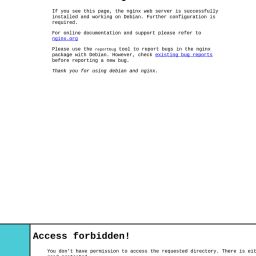 If you see this page, the nginx web server is successfully
installed and working on Debian. Further configuration is
required.
For online documentation and support please refer to
nginx.org
Please use the reportbug tool to report bugs in the nginx
package with Debian. However, check existing bug reports
before reporting a new bug.
Thank you for using debian and nginx.
Access forbidden!
You don't have permission to access the requested directory. There is eit